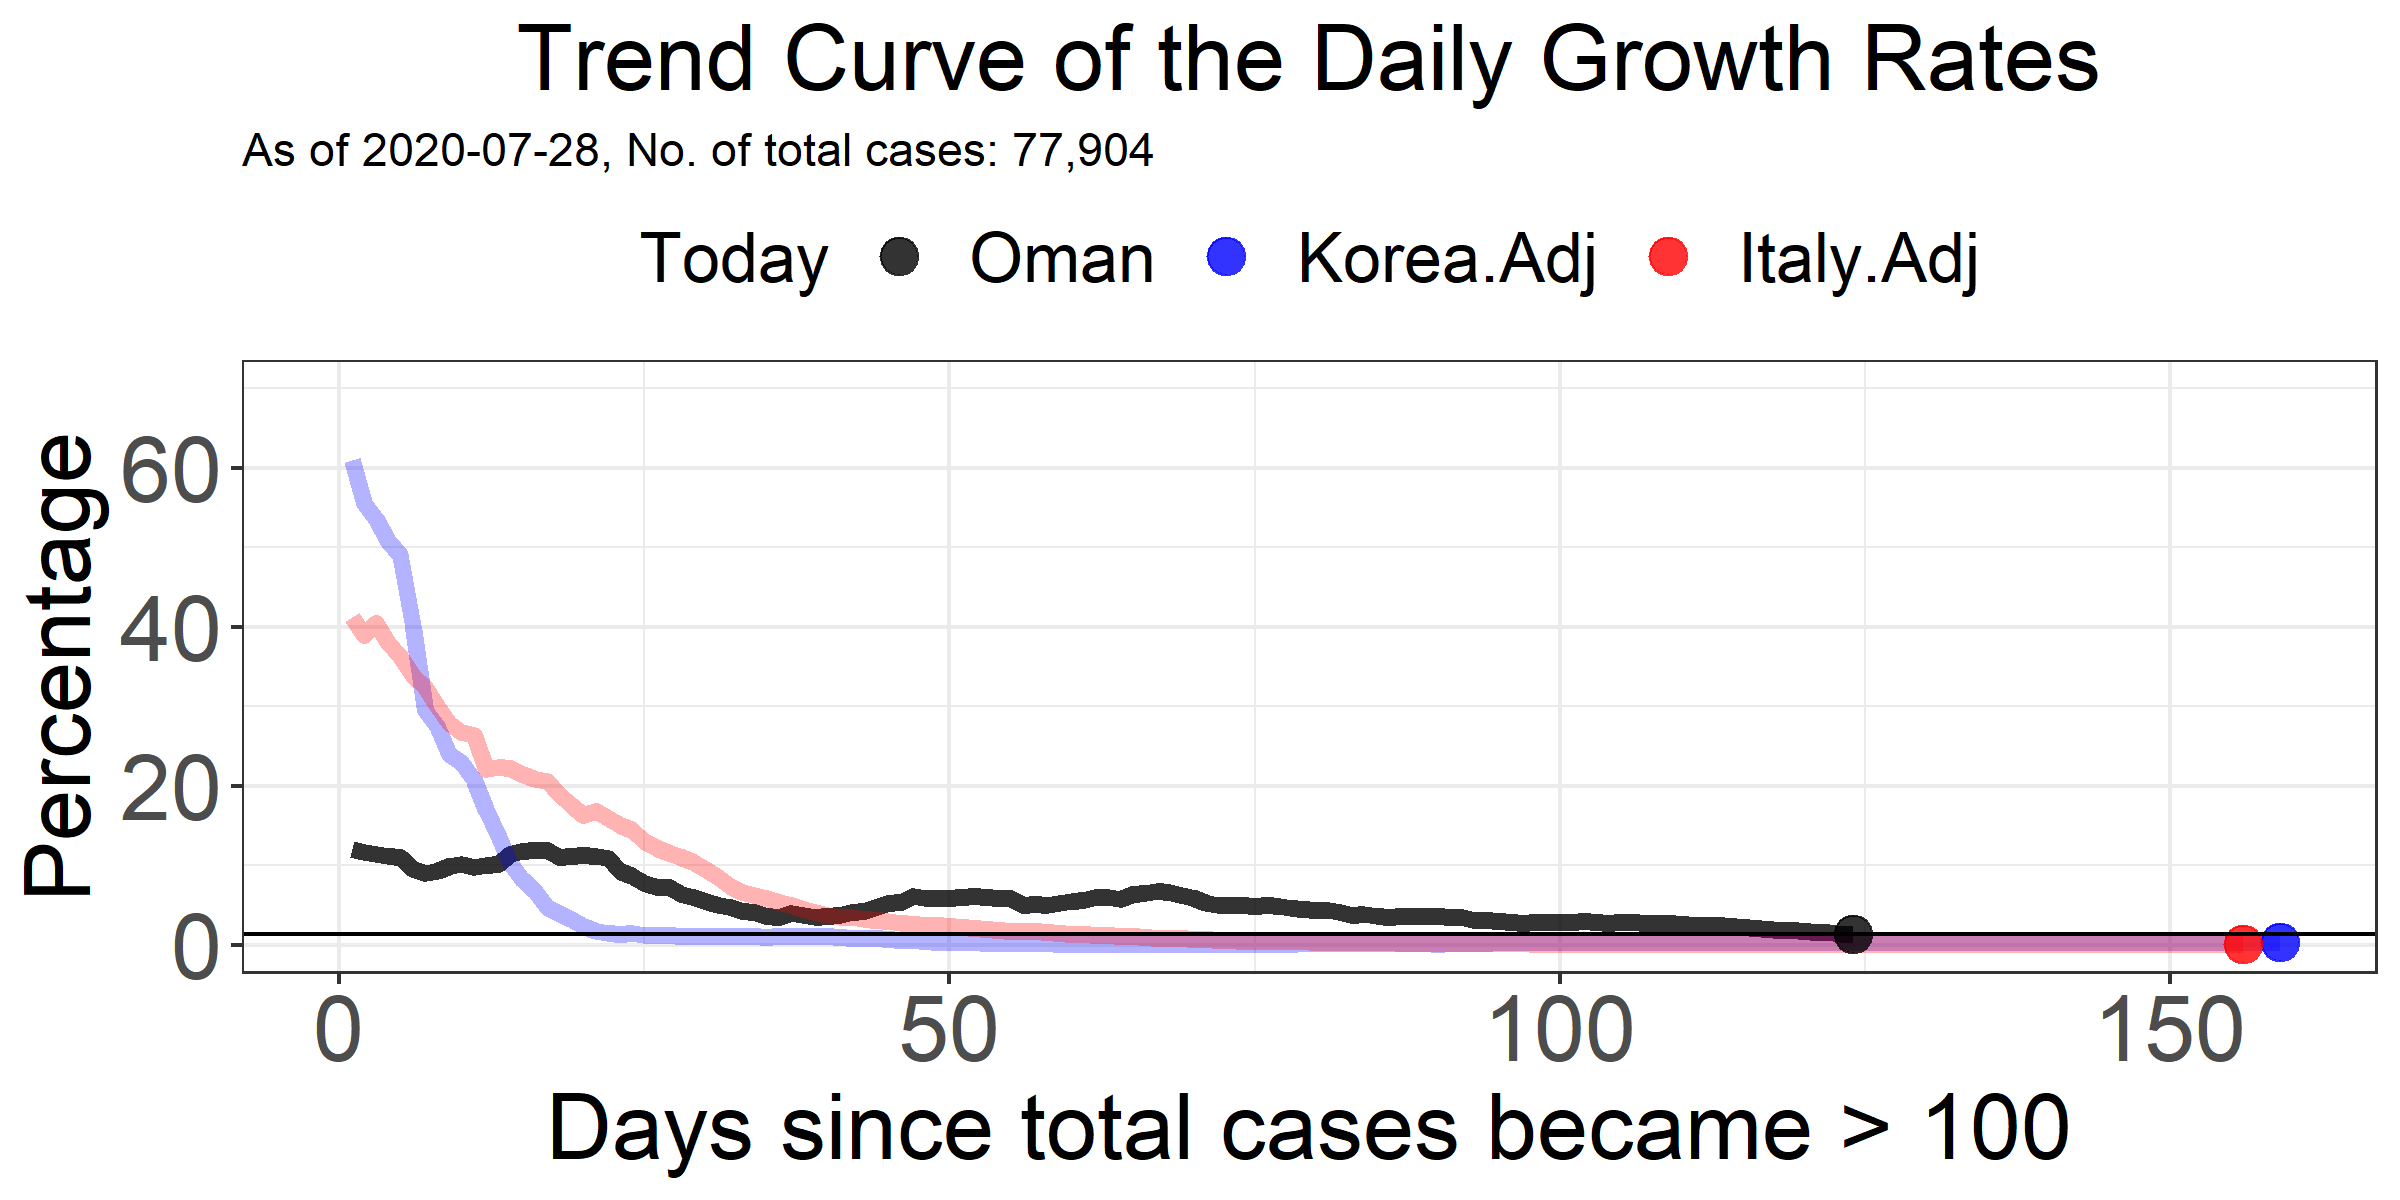 Trend Curve of the Daily Growth Rates
As of 2020-07-28, No. of total cases: 77,904
Today Oman Korea.Adj Italy.Adj
Percentage
60
40
20
0
0 50 100 150
Days since total cases became > 100